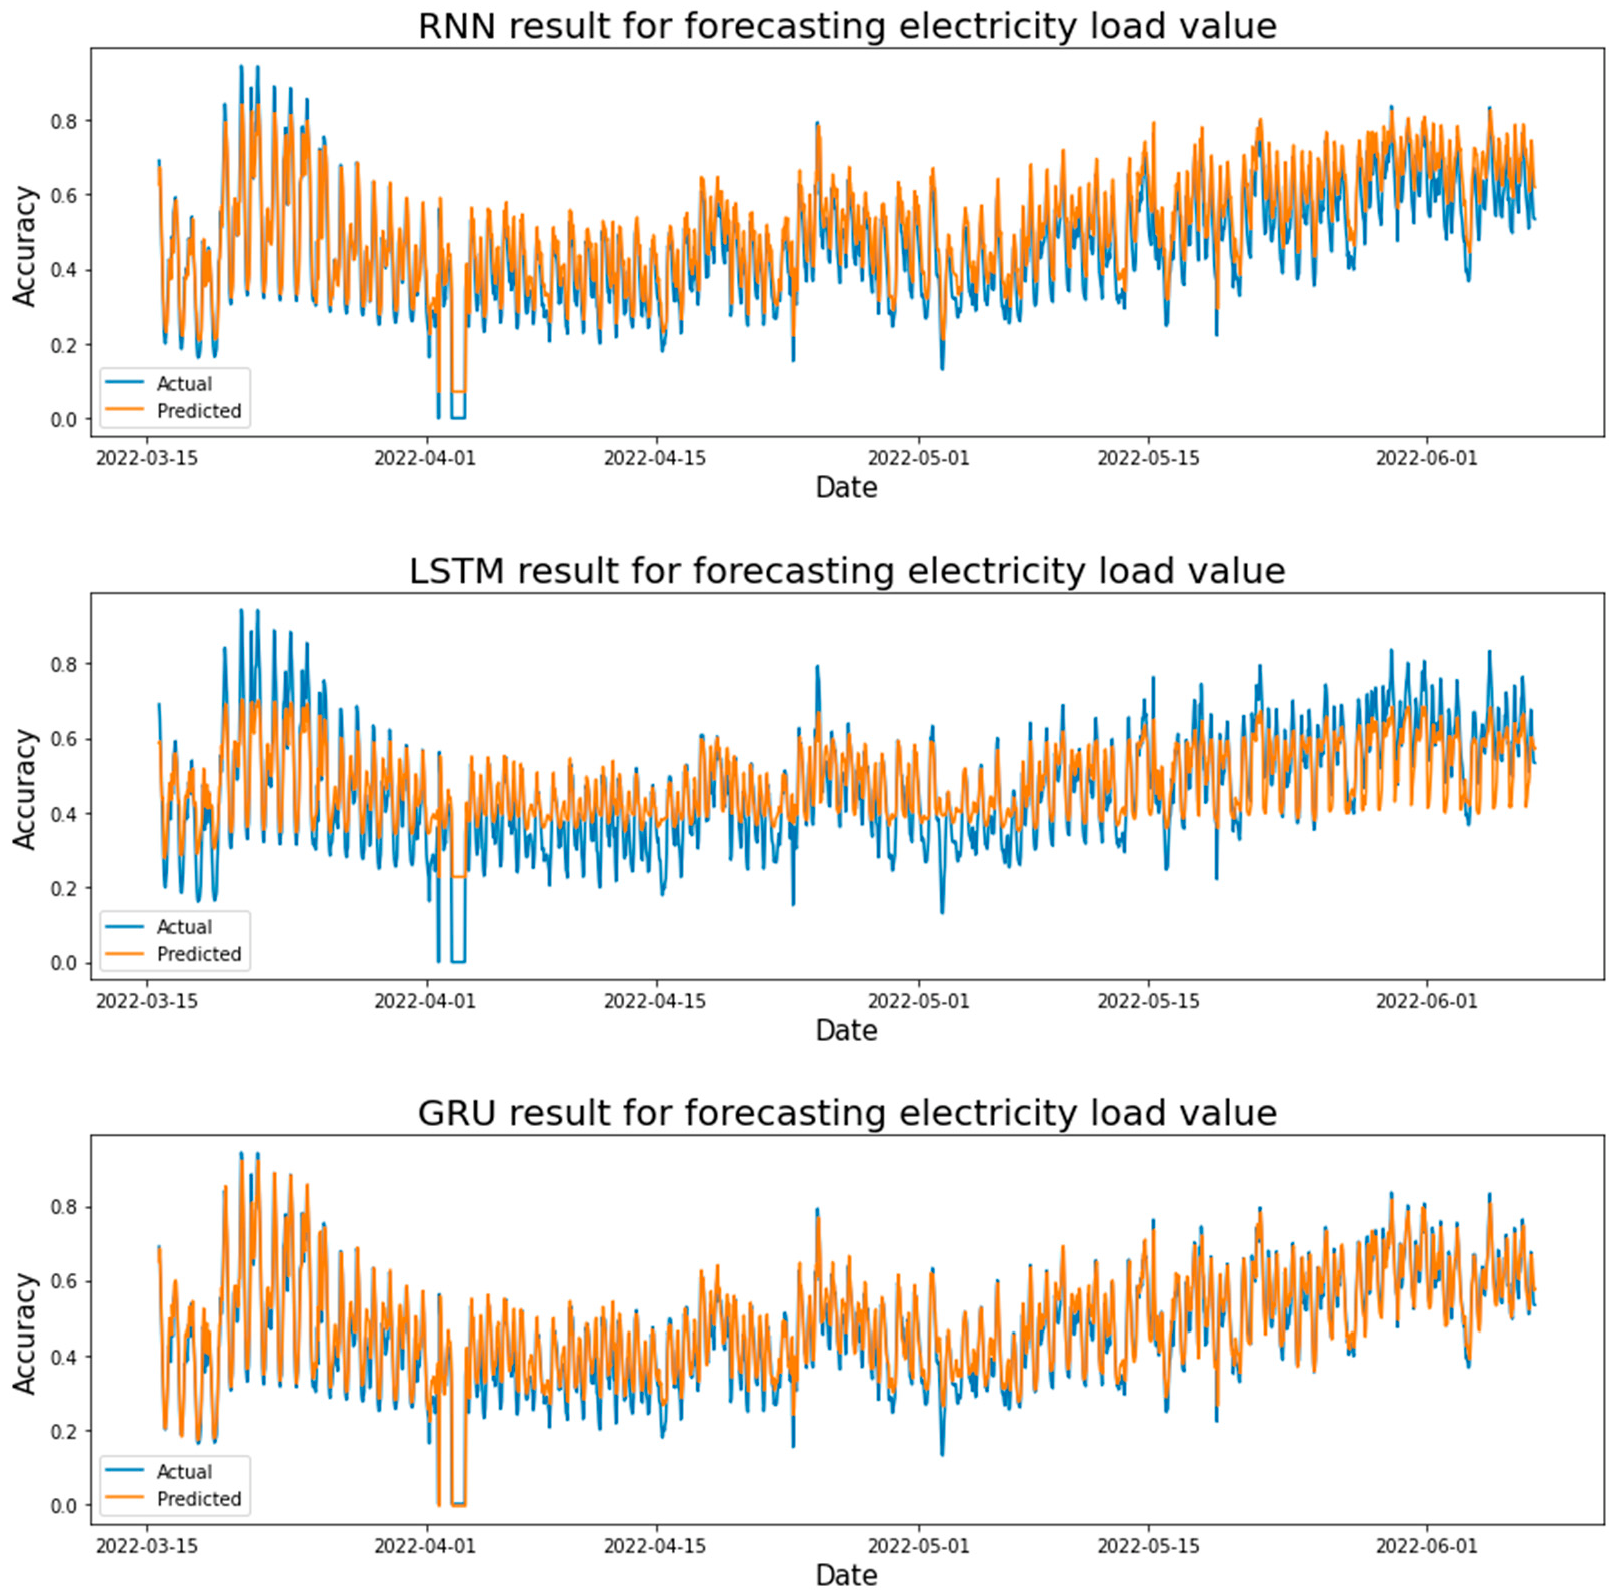 RNN result for forecasting electricity load value
Accuracy
0.8
0.6
0.4
0.2
0.0
Actual
Predicted
2022-03-15 2022-04-01 2022-04-15 2022-05-01 2022-05-15 2022-06-01
Date
LSTM result for forecasting electricity load value
Accuracy
0.8
0.6
0.4
0.2
0.0
Actual
Predicted
2022-03-15 2022-04-01 2022-04-15 2022-05-01 2022-05-15 2022-06-01
Date
GRU result for forecasting electricity load value
Accuracy
0.8
0.6
0.4
0.2
0.0
Actual
Predicted
2022-03-15 2022-04-01 2022-04-15 2022-05-01 2022-05-15 2022-06-01
Date